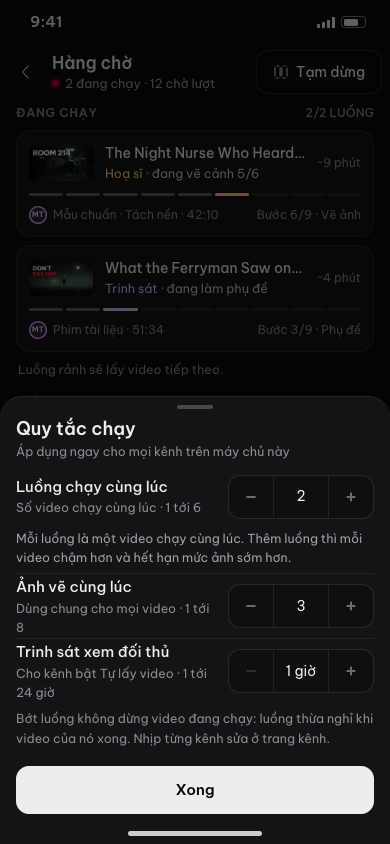 9:41
Hàng chờ
2 đang chạy · 12 chờ lượt
Tạm dừng
ĐANG CHẠY
2/2 LUỒNG
ROOM 214
The Night Nurse Who Heard...
~9 phút
Hoạ sĩ · đang vẽ cảnh 5/6
MT
Mẫu chuẩn · Tách nền · 42:10
Bước 6/9 · Vẽ ảnh
DON'T
PAY HIM
What the Ferryman Saw on...
~4 phút
Trinh sát · đang làm phụ đề
MT
Phim tài liệu · 51:34
Bước 3/9 · Phụ đề
Luồng rảnh sẽ lấy video tiếp theo.
Quy tắc chạy
Áp dụng ngay cho mọi kênh trên máy chủ này
Luồng chạy cùng lúc
Số video chạy cùng lúc · 1 tới 6
− 2 +
Mỗi luồng là một video chạy cùng lúc. Thêm luồng thì mỗi
video chậm hơn và hết hạn mức ảnh sớm hơn.
Ảnh vẽ cùng lúc
Dùng chung cho mọi video · 1 tới
8
− 3 +
Trinh sát xem đối thủ
Cho kênh bật Tự lấy video · 1 tới
24 giờ
− 1 giờ +
Bớt luồng không dừng video đang chạy: luồng thừa nghỉ khi
video của nó xong. Nhịp từng kênh sửa ở trang kênh.
Xong